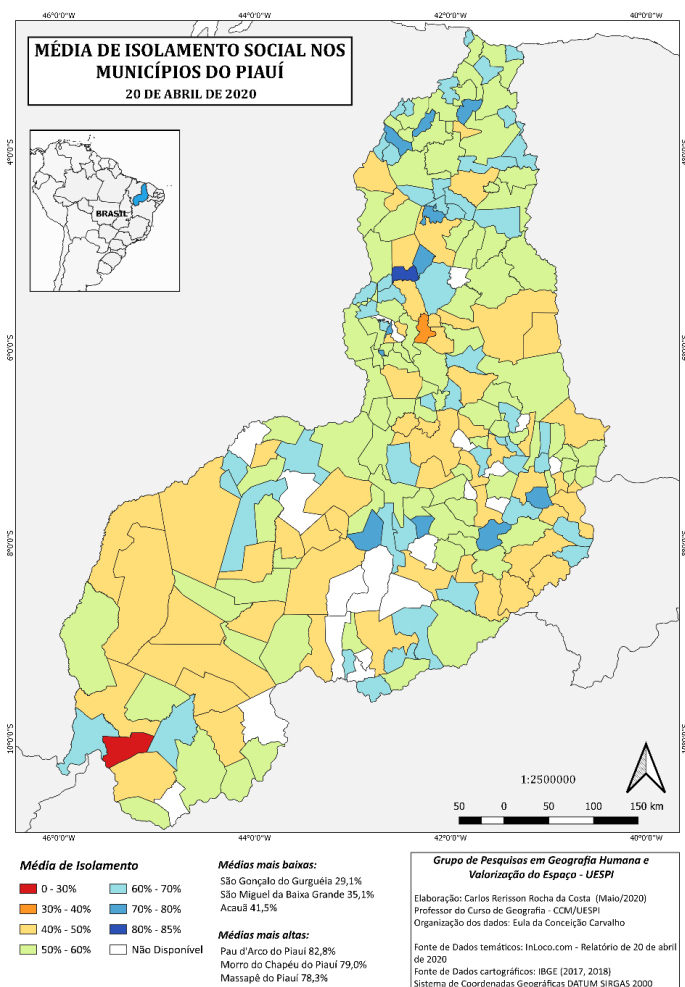 46°0'0"S
44°0'0"S
42°0'0"S
40°0'0"S
MÉDIA DE ISOLAMENTO SOCIAL NOS
MUNICÍPIOS DO PIAUÍ
20 DE ABRIL DE 2020
BRASIL
4°0'0"S
6°0'0"S
8°0'0"S
10°0'0"S
1:2500000
50 0 50 100 150 km
46°0'0"S
44°0'0"S
42°0'0"S
40°0'0"S
Média de Isolamento
0 - 30%
30% - 40%
40% - 50%
50% - 60%
60% - 70%
70% - 80%
80% - 85%
Não Disponível
Médias mais baixas:
São Gonçalo do Gurguéia 29,1%
São Miguel da Baixa Grande 35,1%
Acauã 41,5%
Médias mais altas:
Pau d'Arco do Piauí 82,8%
Morro do Chapéu do Piauí 79,0%
Massapê do Piauí 78,3%
Grupo de Pesquisas em Geografia Humana e
Valorização do Espaço - UESPI
Elaboração: Carlos Rerisson Rocha da Costa (Maio/2020)
Professor do Curso de Geografia - CCM/UESPI
Organização dos dados: Eula da Conceição Carvalho
Fonte de Dados temáticos: InLoco.com - Relatório de 20 de abril
de 2020
Fonte de Dados cartográficos: IBGE (2017, 2018)
Sistema de Coordenadas Geográficas DATUM SIRGAS 2000